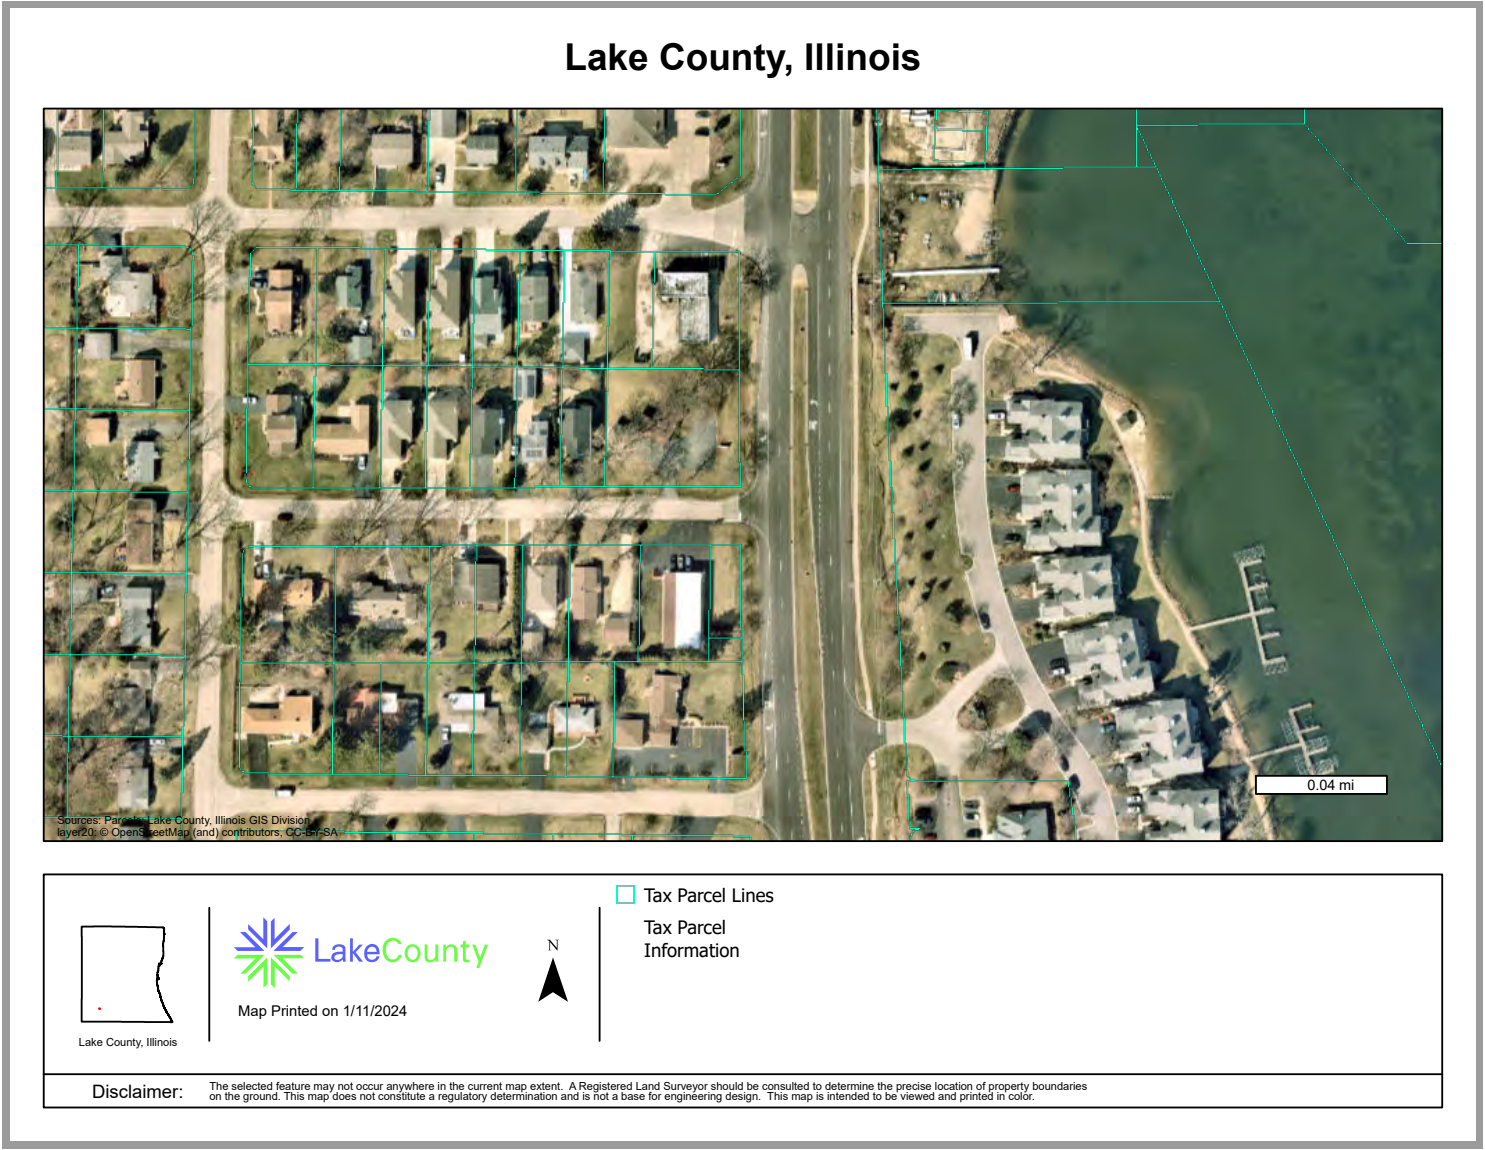 Lake County, Illinois
0.04 mi
Sources: Parcels: Lake County, Illinois GIS Division
layer20: © OpenStreetMap (and) contributors, CC-BY-SA
Tax Parcel Lines
Tax Parcel
Information
LakeCounty
N
Map Printed on 1/11/2024
Lake County, Illinois
Disclaimer:
The selected feature may not occur anywhere in the current map extent. A Registered Land Surveyor should be consulted to determine the precise location of property boundaries
on the ground. This map does not constitute a regulatory determination and is not a base for engineering design. This map is intended to be viewed and printed in color.